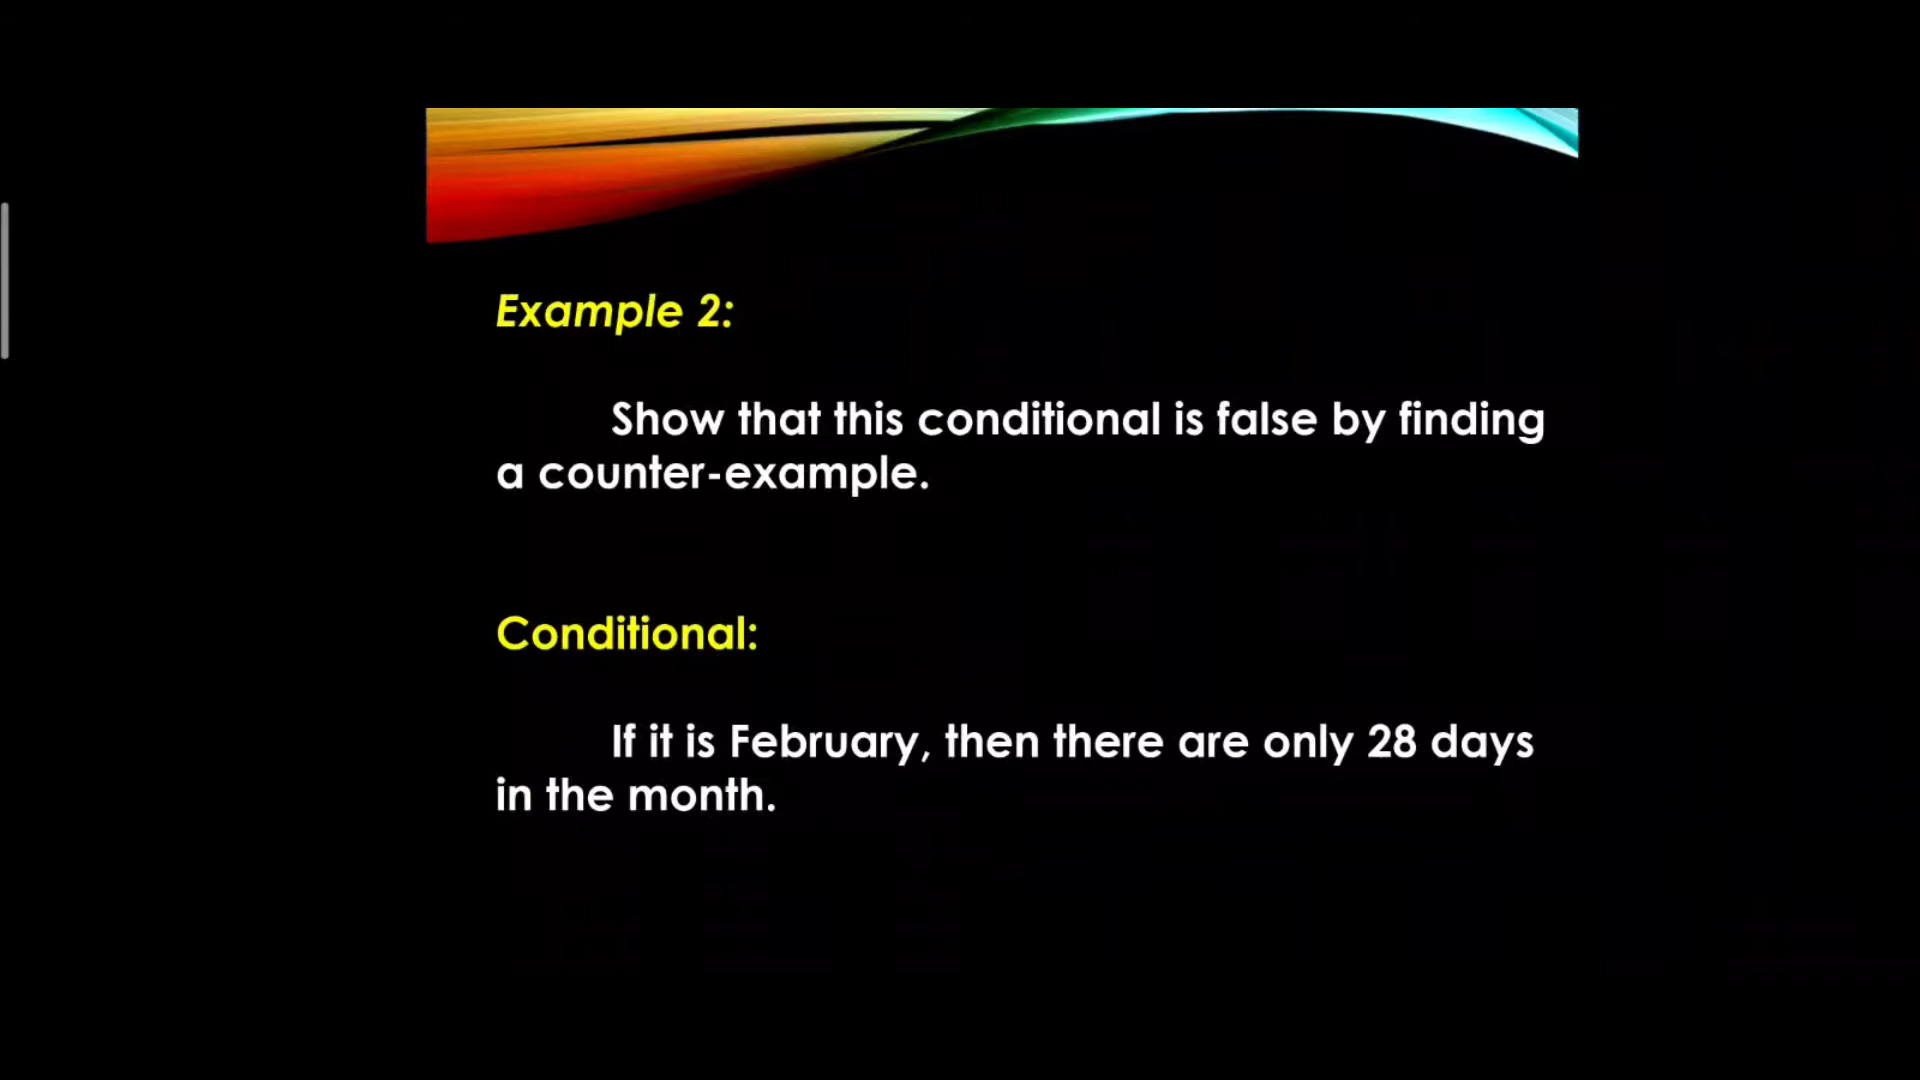 Example 2:
Show that this conditional is false by finding
a counter-example.
Conditional:
If it is February, then there are only 28 days
in the month.